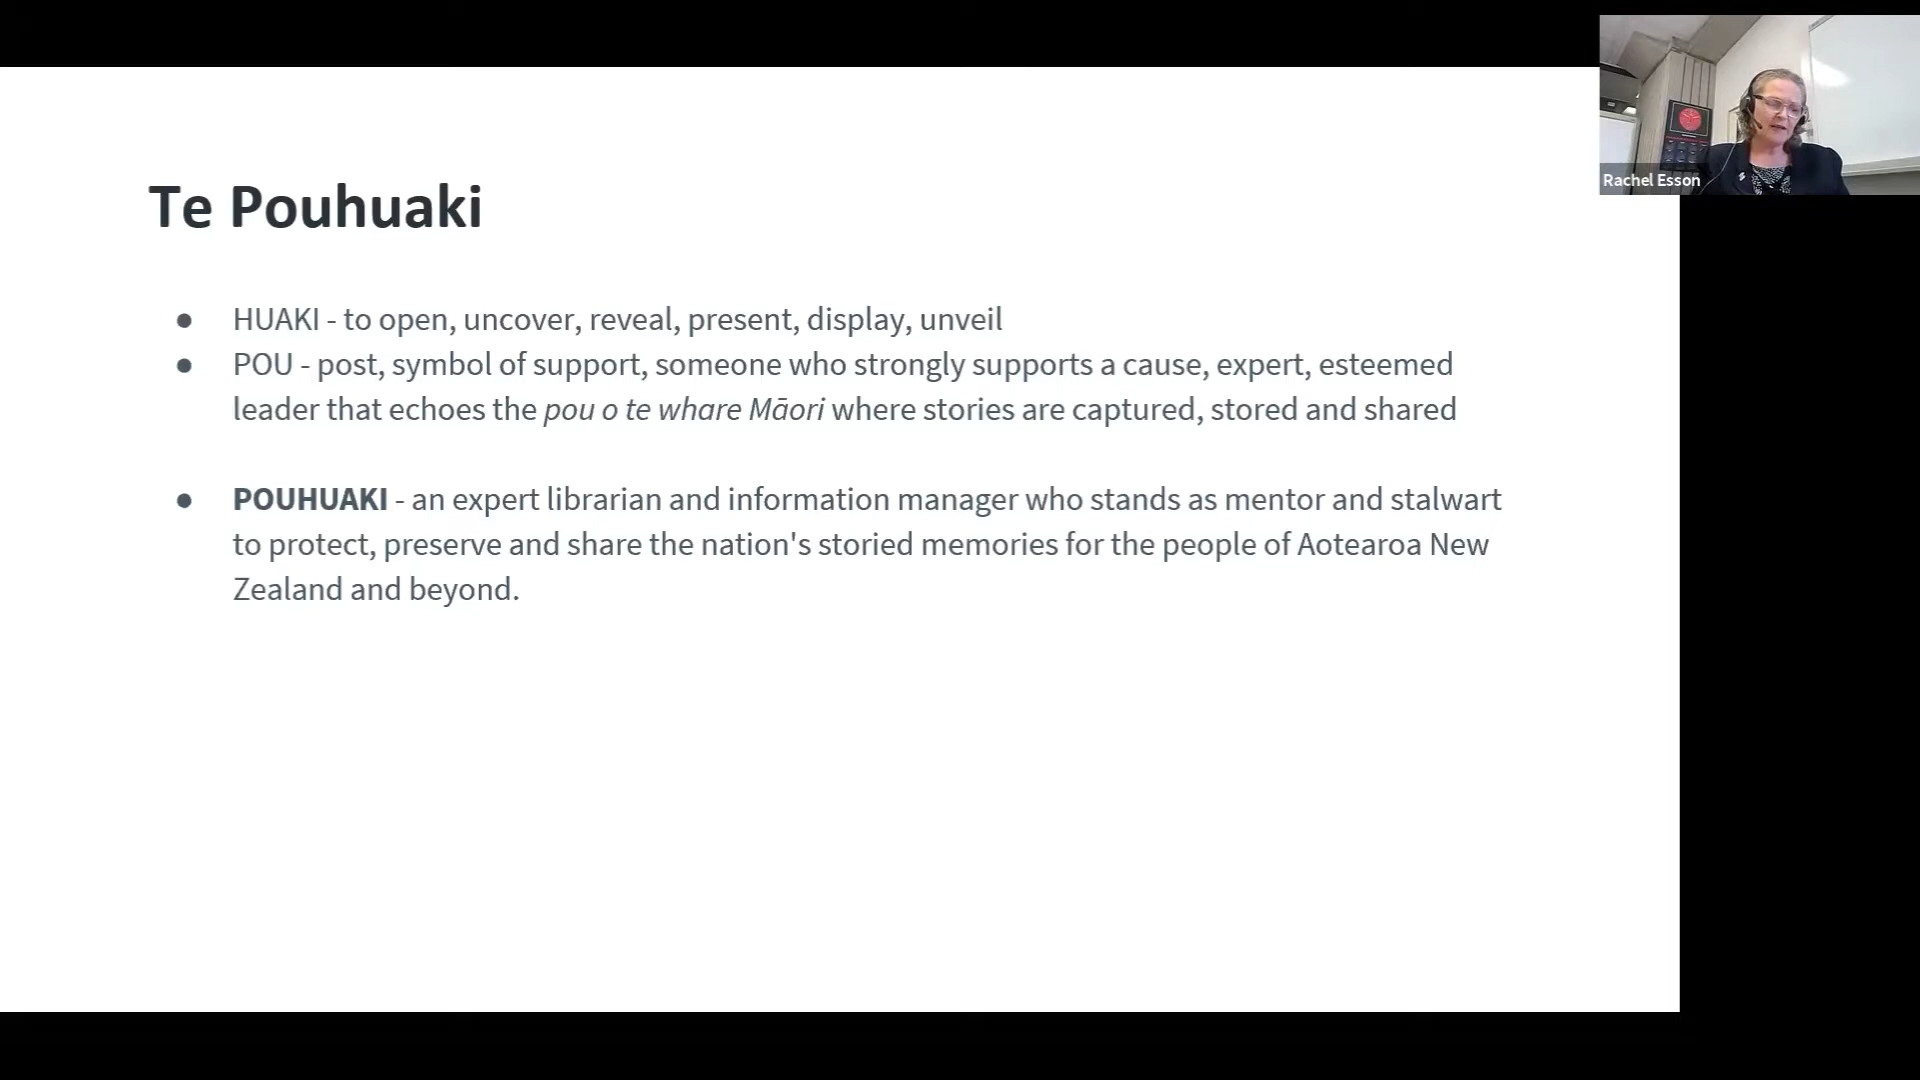 Rachel Esson
Te Pouhuaki
● HUAKI - to open, uncover, reveal, present, display, unveil
● POU - post, symbol of support, someone who strongly supports a cause, expert, esteemed
leader that echoes the pou o te whare Māori where stories are captured, stored and shared
● POUHUAKI - an expert librarian and information manager who stands as mentor and stalwart
to protect, preserve and share the nation's storied memories for the people of Aotearoa New
Zealand and beyond.